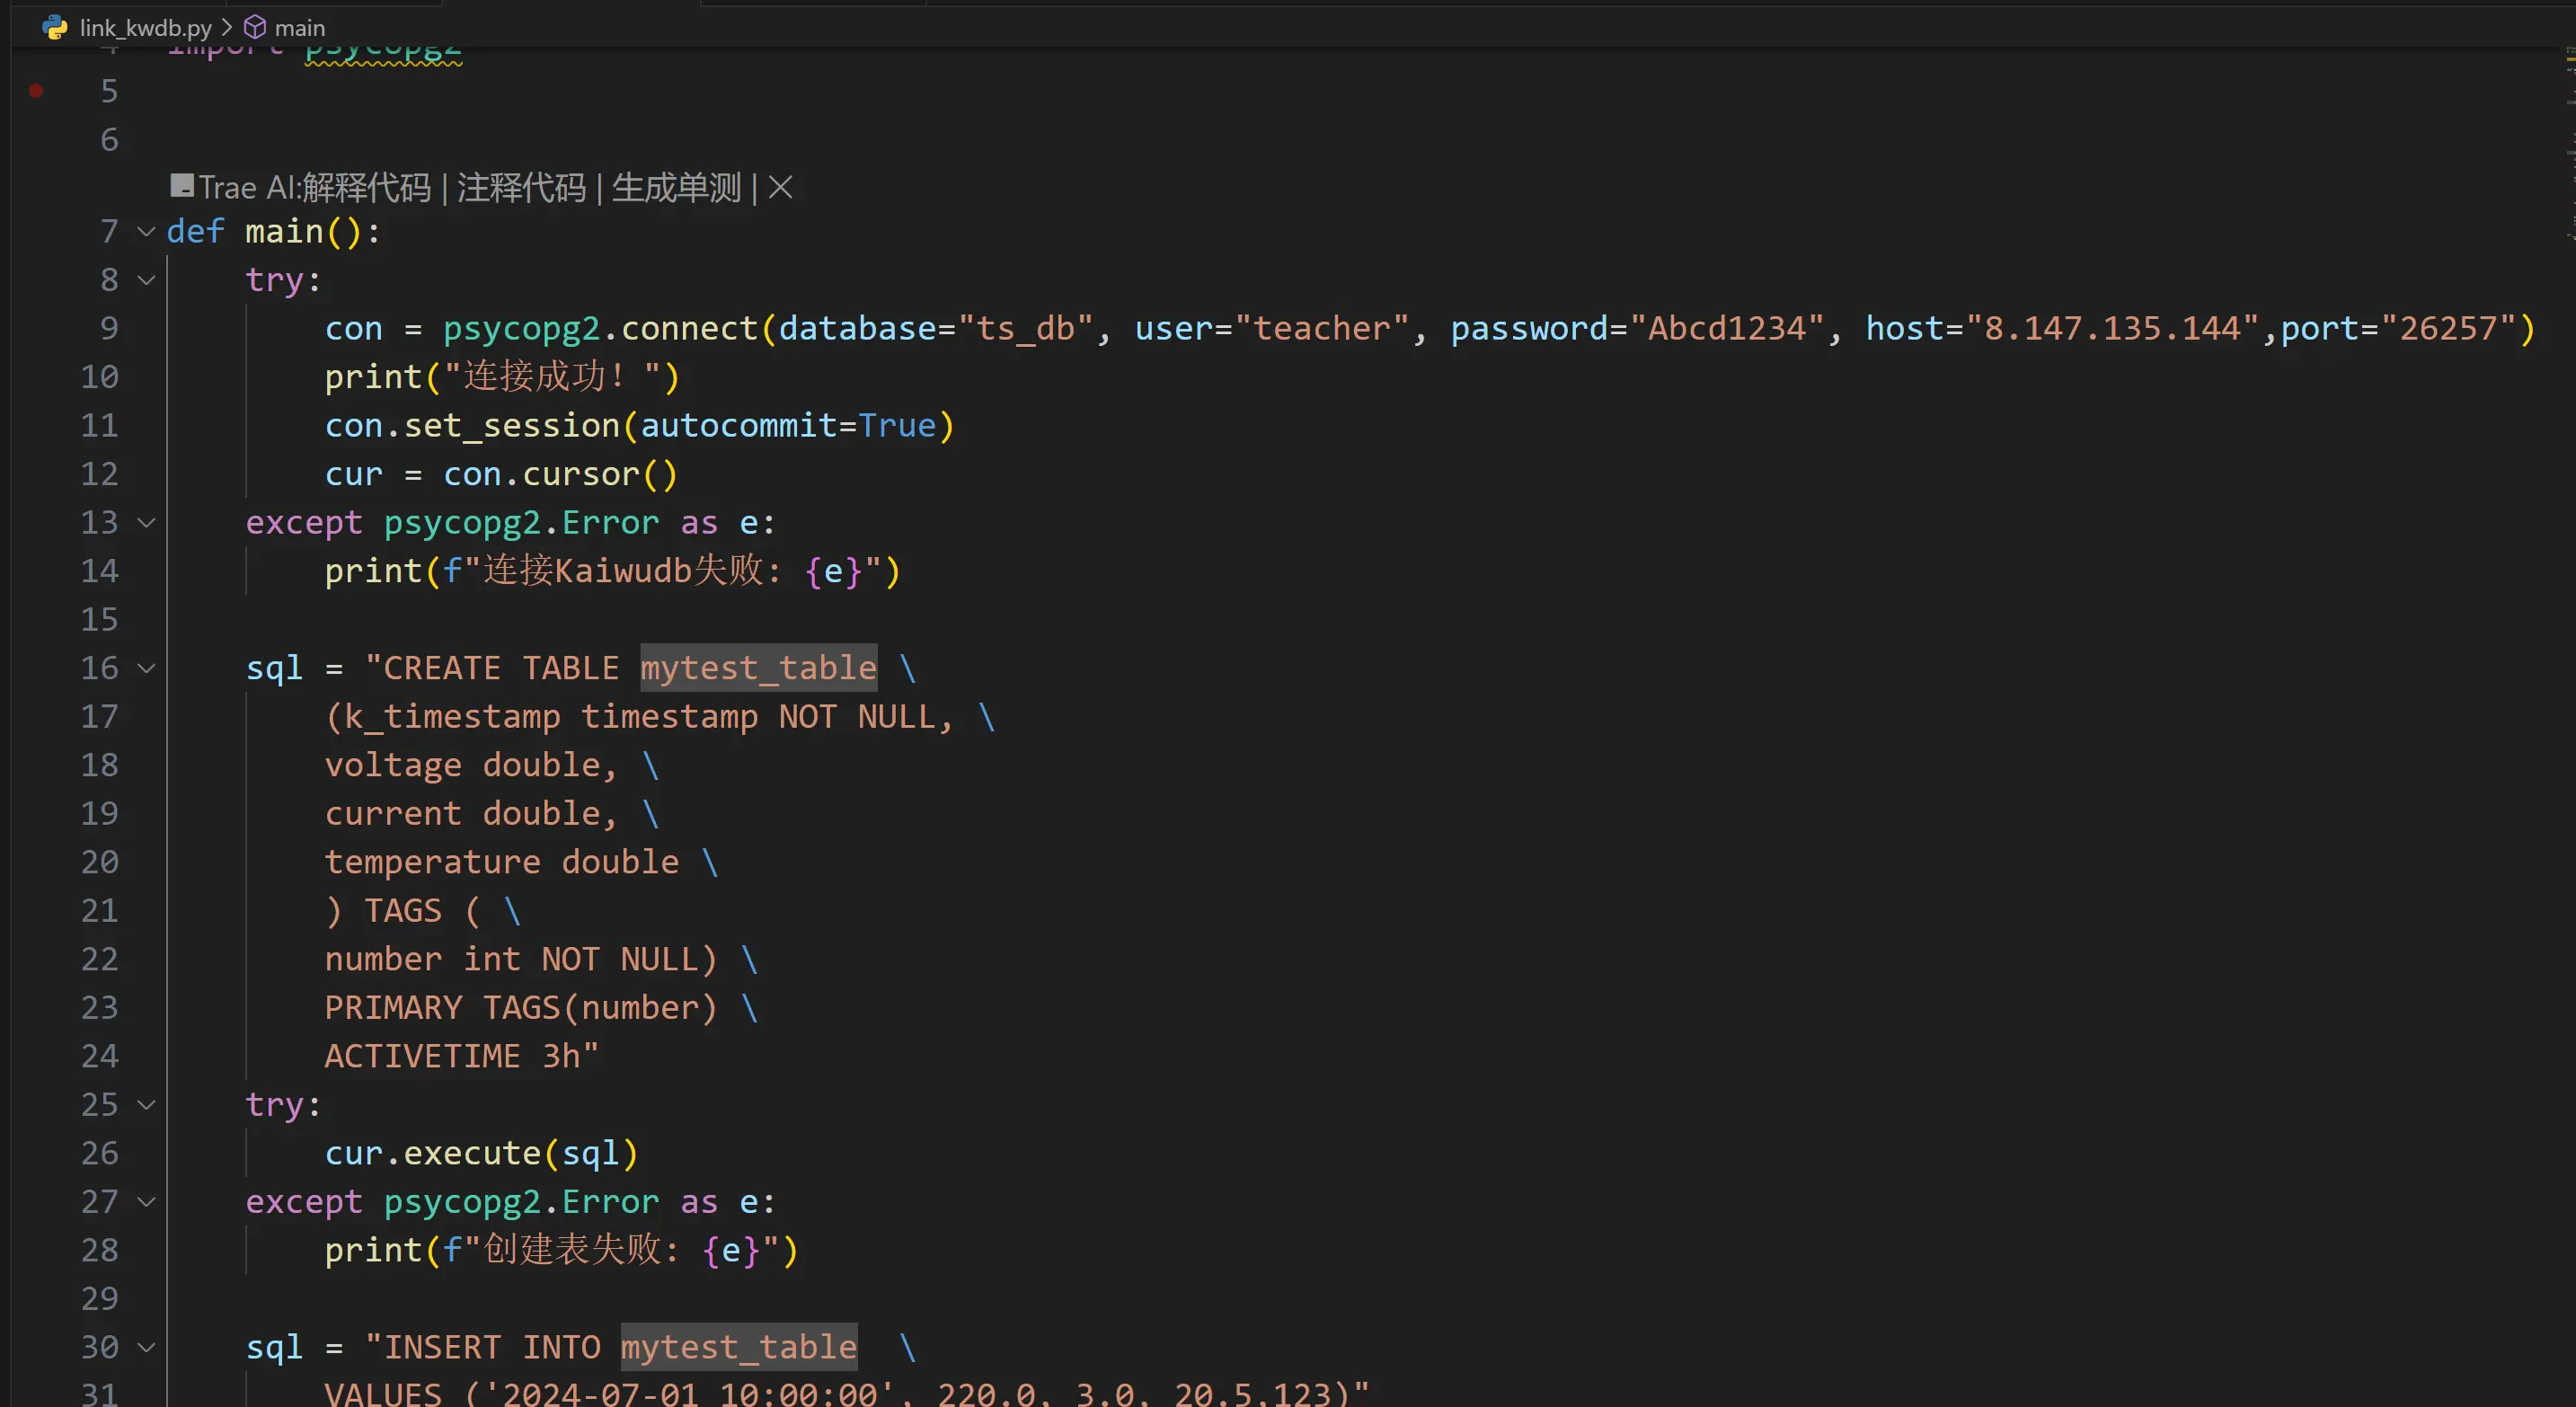 link_kwdb.py > main
4 import psycopg2
5
6
Trae AI:解释代码 | 注释代码 | 生成单测 | ×
7 def main():
8 try:
9 con = psycopg2.connect(database="ts_db", user="teacher", password="Abcd1234", host="8.147.135.144",port="26257")
10 print("连接成功！")
11 con.set_session(autocommit=True)
12 cur = con.cursor()
13 except psycopg2.Error as e:
14 print(f"连接Kaiwudb失败: {e}")
15
16 sql = "CREATE TABLE mytest_table \
17 (k_timestamp timestamp NOT NULL, \
18 voltage double, \
19 current double, \
20 temperature double \
21 ) TAGS ( \
22 number int NOT NULL) \
23 PRIMARY TAGS(number) \
24 ACTIVETIME 3h"
25 try:
26 cur.execute(sql)
27 except psycopg2.Error as e:
28 print(f"创建表失败: {e}")
29
30 sql = "INSERT INTO mytest_table  \
31 VALUES ('2024-07-01 10:00:00', 220.0, 3.0, 20.5,123)"